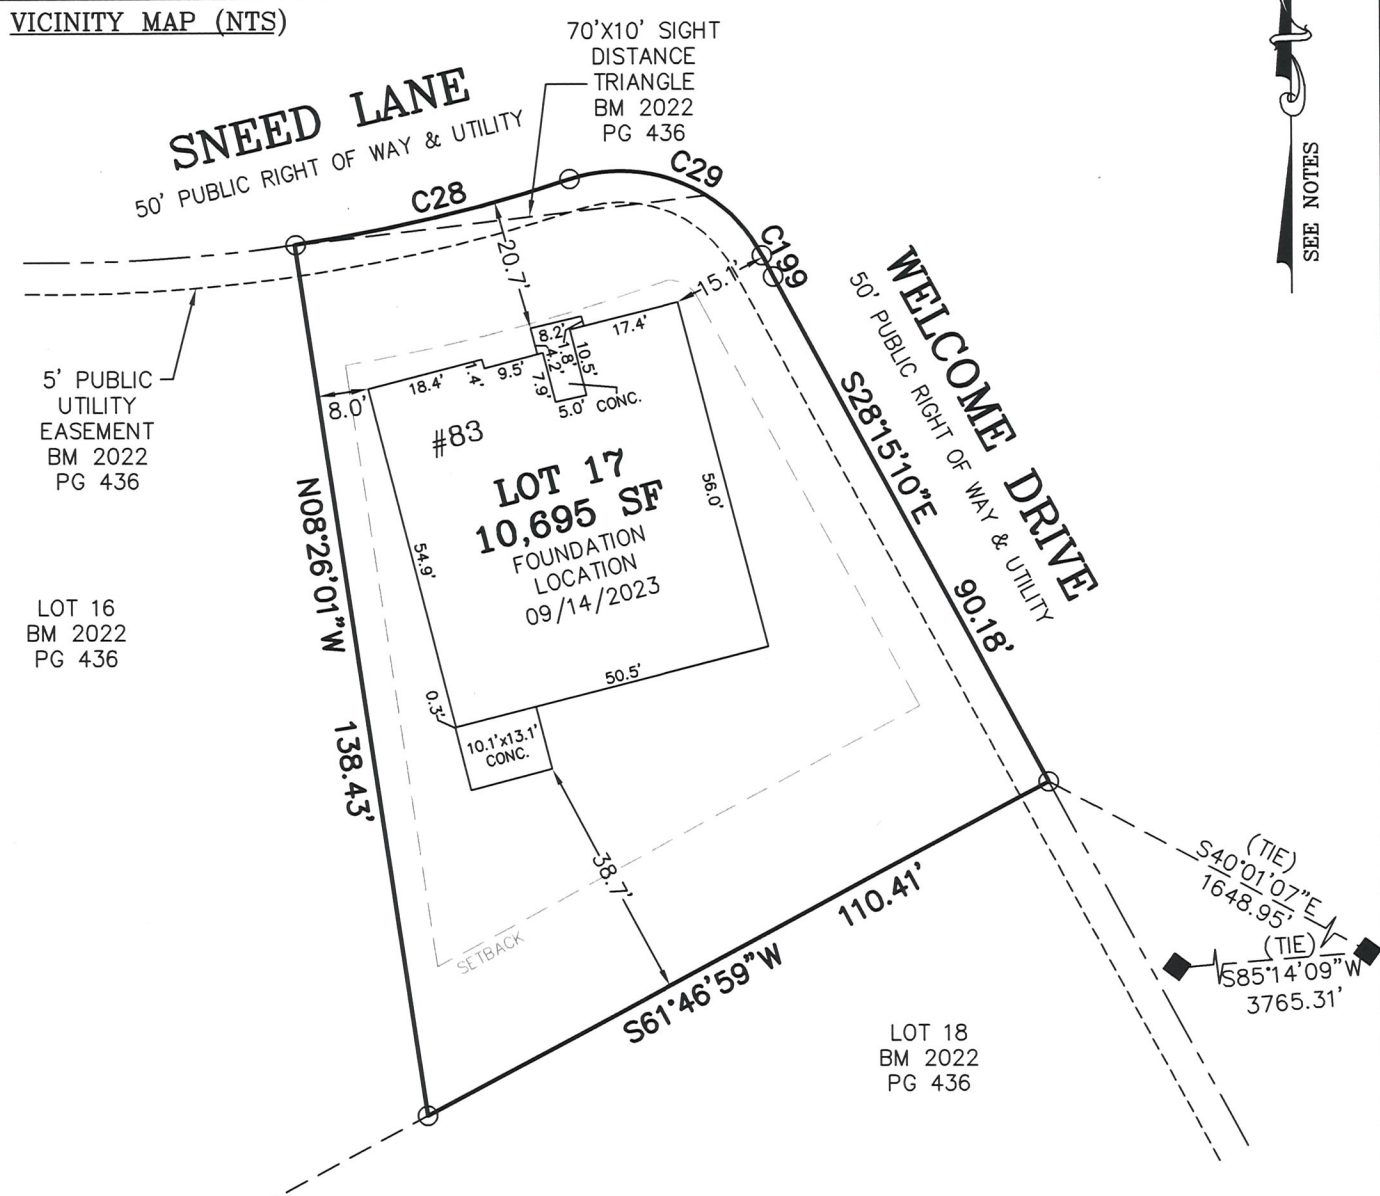 VICINITY MAP (NTS)
70'X10' SIGHT
DISTANCE
TRIANGLE
BM 2022
PG 436
SNEED LANE
50' PUBLIC RIGHT OF WAY & UTILITY
C28
C29
C199
SEE NOTES
WELCOME DRIVE
50' PUBLIC RIGHT OF WAY & UTILITY
5' PUBLIC
UTILITY
EASEMENT
BM 2022
PG 436
20.7'
15.1'
8.2'
17.4'
1.8'
10.5'
4.2'
7.9'
5.0'
CONC.
18.4'
1.4'
9.5'
8.0'
#83
LOT 17
10,695 SF
FOUNDATION
LOCATION
09/14/2023
56.0'
54.9'
50.5'
0.3'
10.1'x13.1'
CONC.
38.7'
SETBACK
N08°26'01"W
138.43'
S28°15'10"E
90.18'
S61°46'59"W
110.41'
LOT 16
BM 2022
PG 436
LOT 18
BM 2022
PG 436
(TIE)
S40°01'07"E
1648.95'
(TIE)
S85°14'09"W
3765.31'